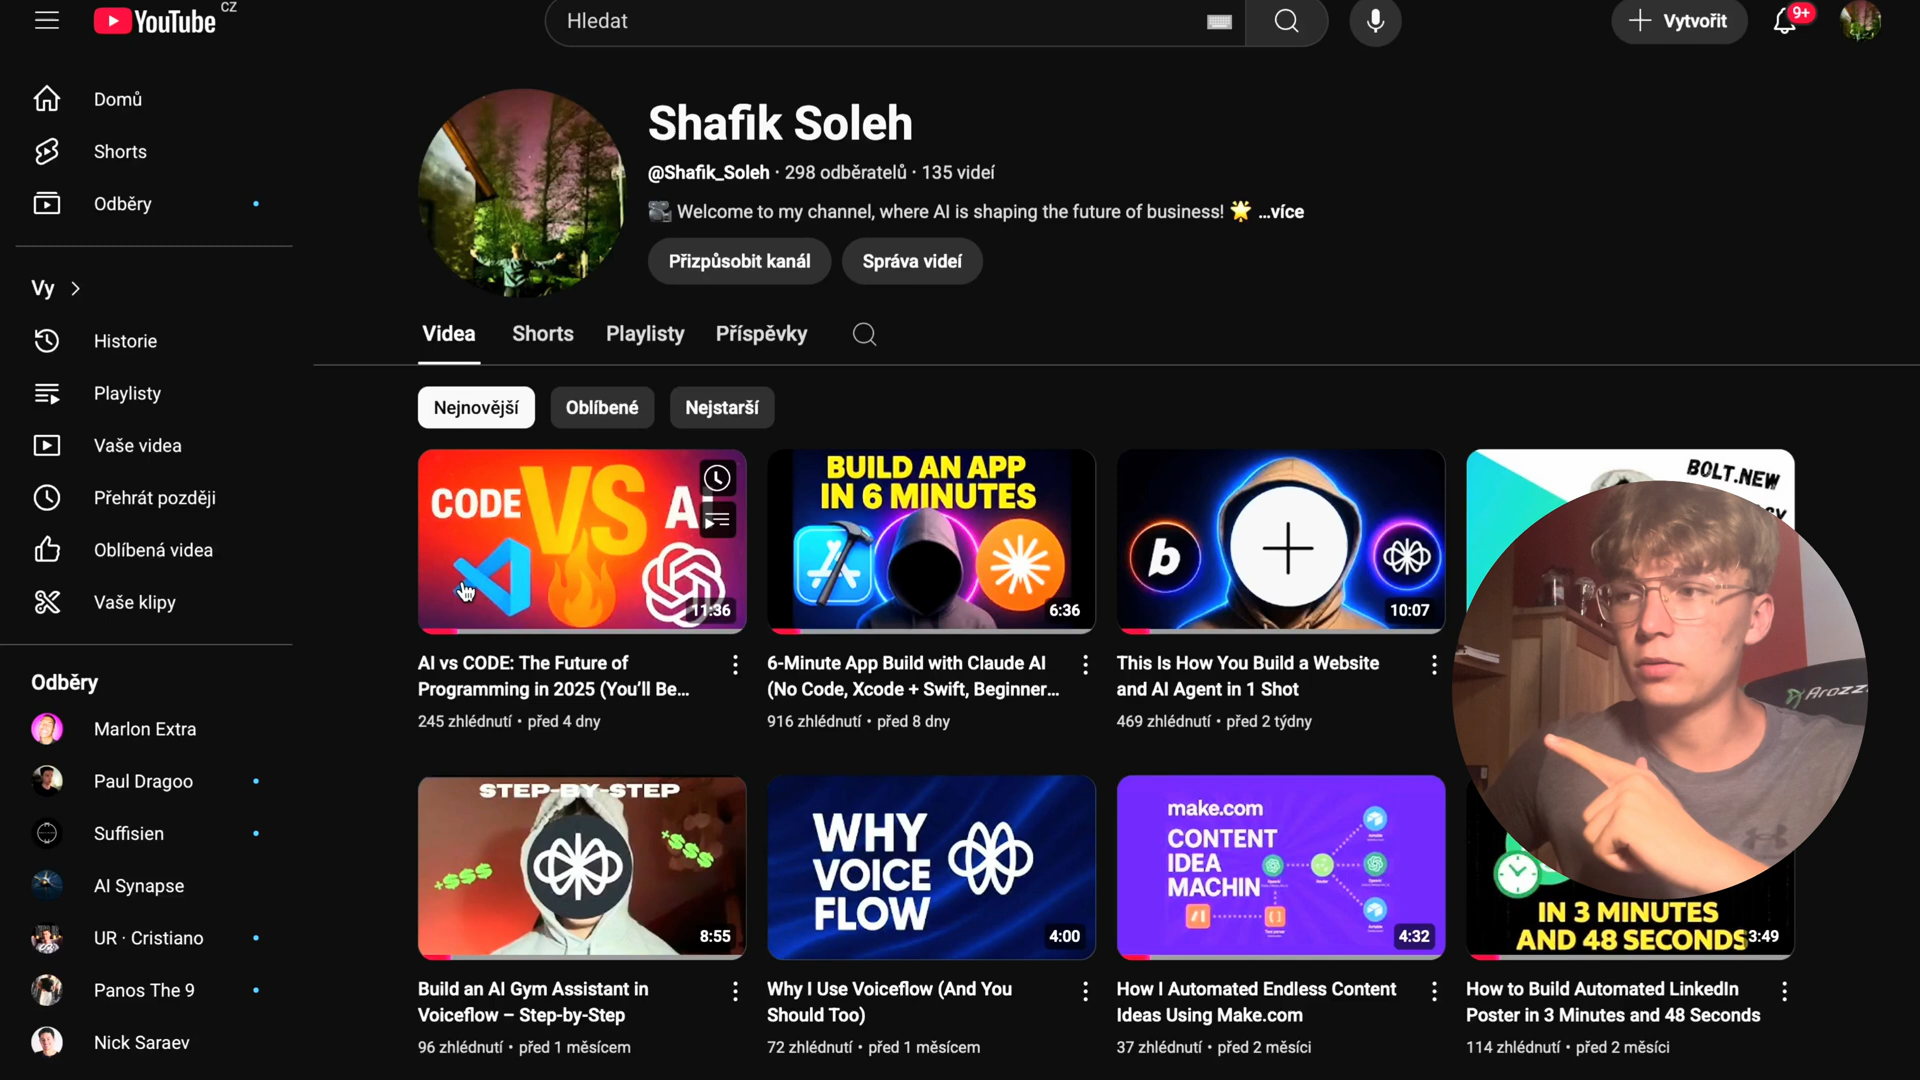 YouTube CZ
Hledat
Vytvořit
9+
Domů
Shorts
Odběry
Vy
Historie
Playlisty
Vaše videa
Přehrát později
Oblíbená videa
Vaše klipy
Odběry
Marlon Extra
Paul Dragoo
Suffisien
AI Synapse
UR · Cristiano
Panos The 9
Nick Saraev
Shafik Soleh
@Shafik_Soleh · 298 odběratelů · 135 videí
Welcome to my channel, where AI is shaping the future of business! 🌟 ...více
Přizpůsobit kanál
Správa videí
Videa
Shorts
Playlisty
Příspěvky
Nejnovější
Oblíbené
Nejstarší
CODE VS AI
11:36
AI vs CODE: The Future of
Programming in 2025 (You'll Be...
245 zhlédnutí • před 4 dny
BUILD AN APP
IN 6 MINUTES
6:36
6-Minute App Build with Claude AI
(No Code, Xcode + Swift, Beginner...
916 zhlédnutí • před 8 dny
b
10:07
This Is How You Build a Website
and AI Agent in 1 Shot
469 zhlédnutí • před 2 týdny
BOLT.NEW
Arozz
STEP-BY-STEP
+$$$
+$$$
8:55
Build an AI Gym Assistant in
Voiceflow – Step-by-Step
96 zhlédnutí • před 1 měsícem
WHY
VOICE
FLOW
4:00
Why I Use Voiceflow (And You
Should Too)
72 zhlédnutí • před 1 měsícem
make.com
CONTENT
IDEA
MACHIN
4:32
How I Automated Endless Content
Ideas Using Make.com
37 zhlédnutí • před 2 měsíci
IN 3 MINUTES
AND 48 SECONDS
3:49
How to Build Automated LinkedIn
Poster in 3 Minutes and 48 Seconds
114 zhlédnutí • před 2 měsíci